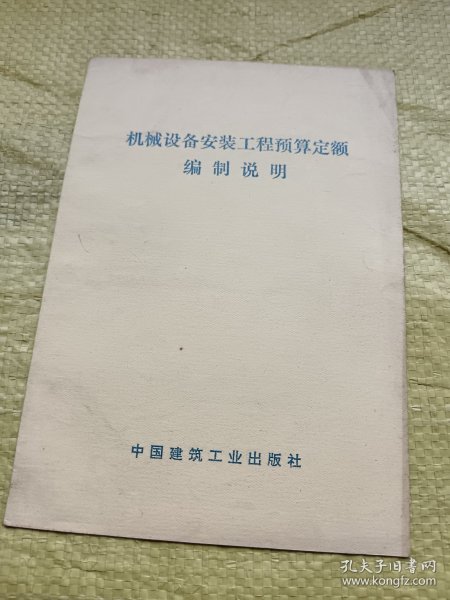 机械设备安装工程预算定额
编制说明
中国建筑工业出版社
孔夫子旧书网
www.kongfz.com